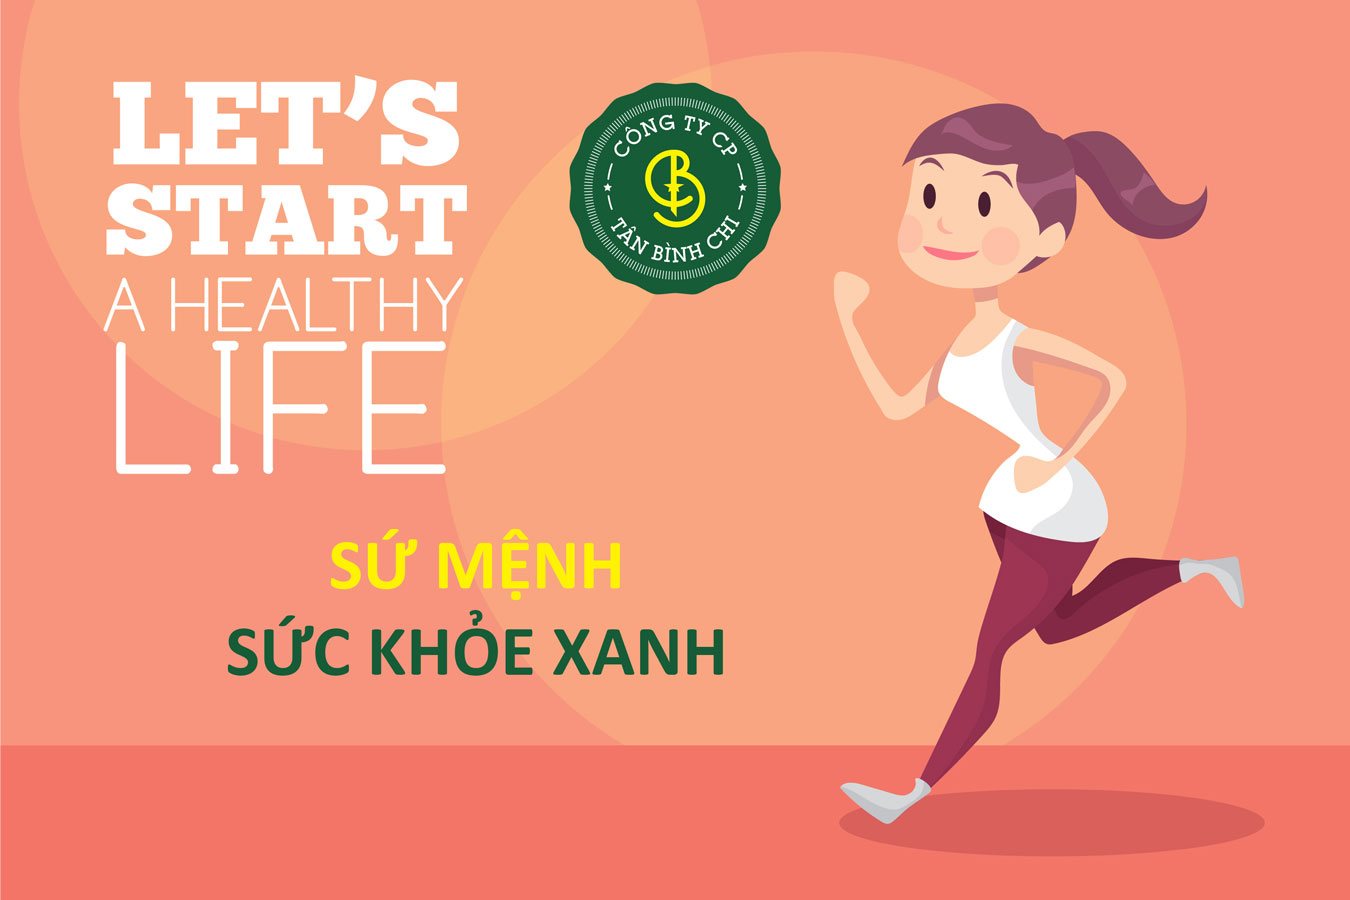 LET'S
START
A HEALTHY
LIFE
CÔNG TY CP
TÂN BÌNH CHI
SỨ MỆNH
SỨC KHỎE XANH